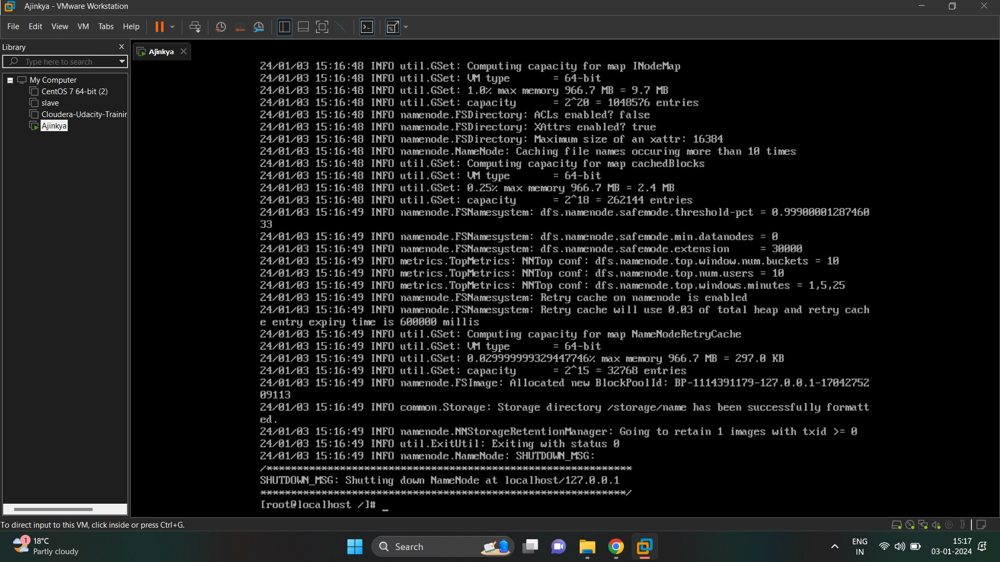 Ajinkya - VMware Workstation
File Edit View VM Tabs Help
Library
Type here to search
My Computer
CentOS 7 64-bit (2)
slave
Cloudera-Udacity-Trainir
Ajinkya
Ajinkya
24/01/03 15:16:48 INFO util.GSet: Computing capacity for map INodeMap
24/01/03 15:16:48 INFO util.GSet: VM type       = 64-bit
24/01/03 15:16:48 INFO util.GSet: 1.0% max memory 966.7 MB = 9.7 MB
24/01/03 15:16:48 INFO util.GSet: capacity      = 2^20 = 1048576 entries
24/01/03 15:16:48 INFO namenode.FSDirectory: ACLs enabled? false
24/01/03 15:16:48 INFO namenode.FSDirectory: XAttrs enabled? true
24/01/03 15:16:48 INFO namenode.FSDirectory: Maximum size of an xattr: 16384
24/01/03 15:16:48 INFO namenode.NameNode: Caching file names occuring more than 10 times
24/01/03 15:16:48 INFO util.GSet: Computing capacity for map cachedBlocks
24/01/03 15:16:48 INFO util.GSet: VM type       = 64-bit
24/01/03 15:16:48 INFO util.GSet: 0.25% max memory 966.7 MB = 2.4 MB
24/01/03 15:16:48 INFO util.GSet: capacity      = 2^18 = 262144 entries
24/01/03 15:16:49 INFO namenode.FSNamesystem: dfs.namenode.safemode.threshold-pct = 0.99900001287460
33
24/01/03 15:16:49 INFO namenode.FSNamesystem: dfs.namenode.safemode.min.datanodes = 0
24/01/03 15:16:49 INFO namenode.FSNamesystem: dfs.namenode.safemode.extension     = 30000
24/01/03 15:16:49 INFO metrics.TopMetrics: NNTop conf: dfs.namenode.top.window.num.buckets = 10
24/01/03 15:16:49 INFO metrics.TopMetrics: NNTop conf: dfs.namenode.top.num.users = 10
24/01/03 15:16:49 INFO metrics.TopMetrics: NNTop conf: dfs.namenode.top.windows.minutes = 1,5,25
24/01/03 15:16:49 INFO namenode.FSNamesystem: Retry cache on namenode is enabled
24/01/03 15:16:49 INFO namenode.FSNamesystem: Retry cache will use 0.03 of total heap and retry cach
e entry expiry time is 600000 millis
24/01/03 15:16:49 INFO util.GSet: Computing capacity for map NameNodeRetryCache
24/01/03 15:16:49 INFO util.GSet: VM type       = 64-bit
24/01/03 15:16:49 INFO util.GSet: 0.029999999329447746% max memory 966.7 MB = 297.0 KB
24/01/03 15:16:49 INFO util.GSet: capacity      = 2^15 = 32768 entries
24/01/03 15:16:49 INFO namenode.FSImage: Allocated new BlockPoolId: BP-1114391179-127.0.0.1-17042752
09113
24/01/03 15:16:49 INFO common.Storage: Storage directory /storage/name has been successfully formatt
ed.
24/01/03 15:16:49 INFO namenode.NNStorageRetentionManager: Going to retain 1 images with txid >= 0
24/01/03 15:16:49 INFO util.ExitUtil: Exiting with status 0
24/01/03 15:16:49 INFO namenode.NameNode: SHUTDOWN_MSG:
/************************************************************
SHUTDOWN_MSG: Shutting down NameNode at localhost/127.0.0.1
************************************************************/
[root@localhost /]# _
To direct input to this VM, click inside or press Ctrl+G.
1
18°C
Partly cloudy
Search
ENG
IN
15:17
03-01-2024